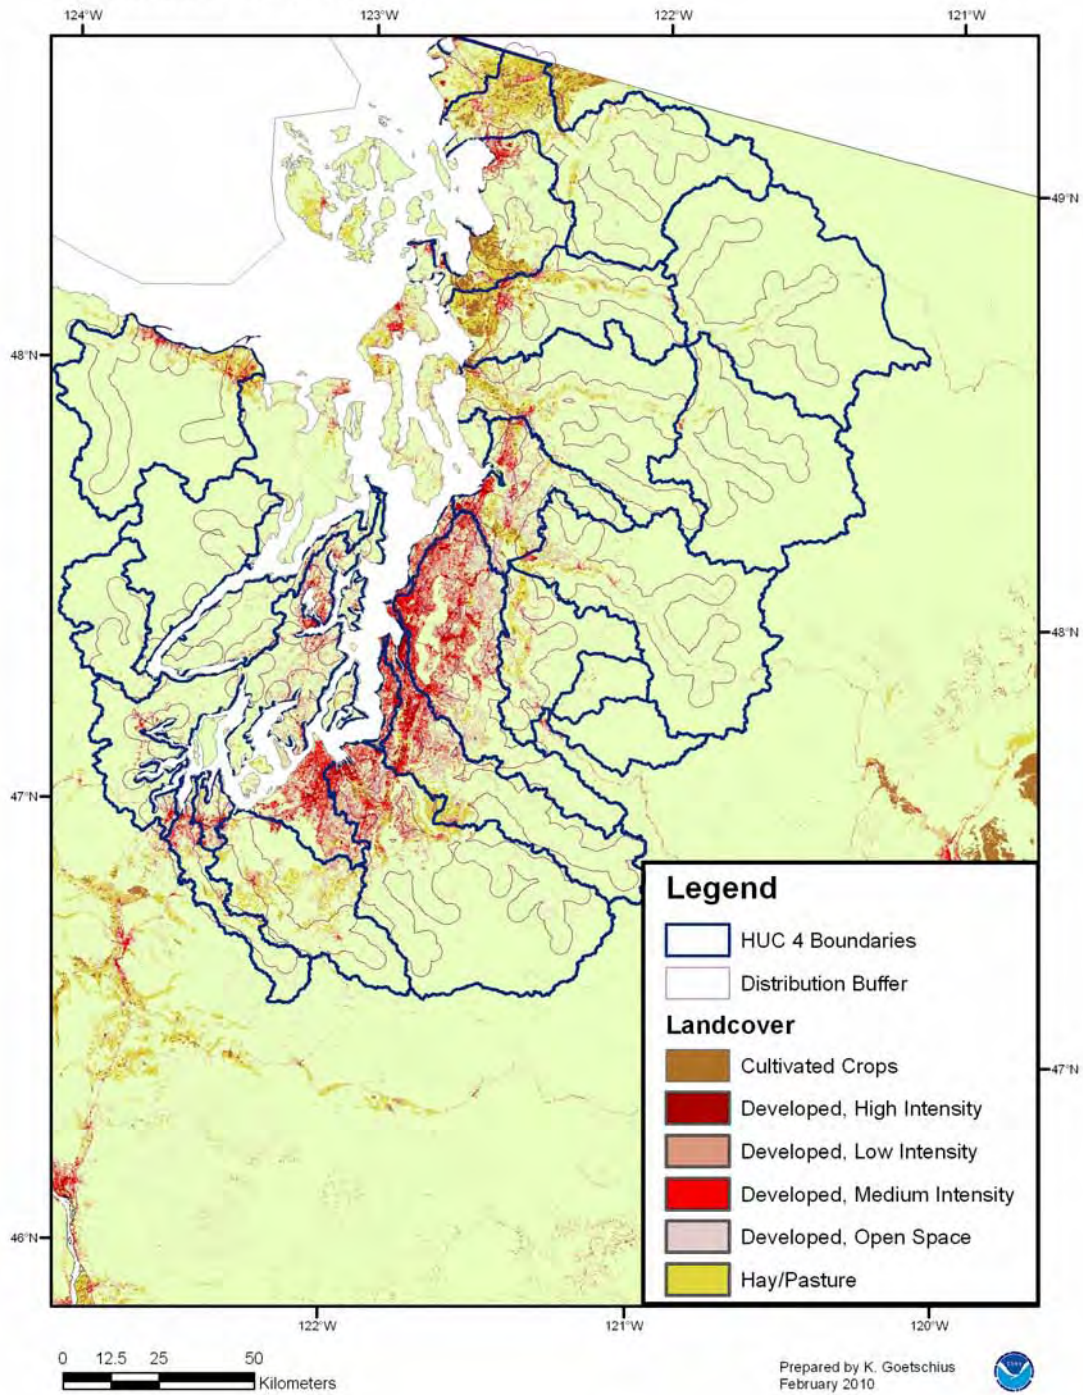 124°W 123°W 122°W 121°W
49°N
48°N
48°N
47°N
Legend
HUC 4 Boundaries
Distribution Buffer
Landcover
Cultivated Crops
Developed, High Intensity
Developed, Low Intensity
Developed, Medium Intensity
Developed, Open Space
Hay/Pasture
47°N
46°N
122°W 121°W 120°W
0 12.5 25 50
Kilometers
Prepared by K. Goetschius
February 2010